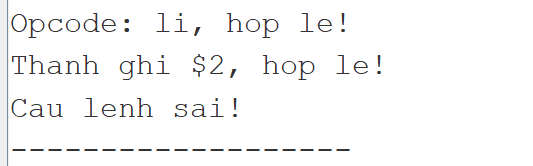 Opcode: li, hop le!
Thanh ghi $2, hop le!
Cau lenh sai!
-------------------